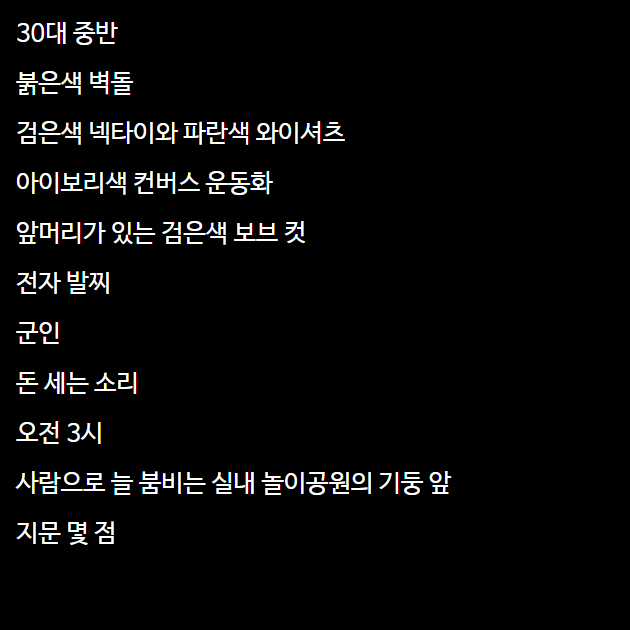 30대 중반
붉은색 벽돌
검은색 넥타이와 파란색 와이셔츠
아이보리색 컨버스 운동화
앞머리가 있는 검은색 보브 컷
전자 발찌
군인
돈 세는 소리
오전 3시
사람으로 늘 붐비는 실내 놀이공원의 기둥 앞
지문 몇 점